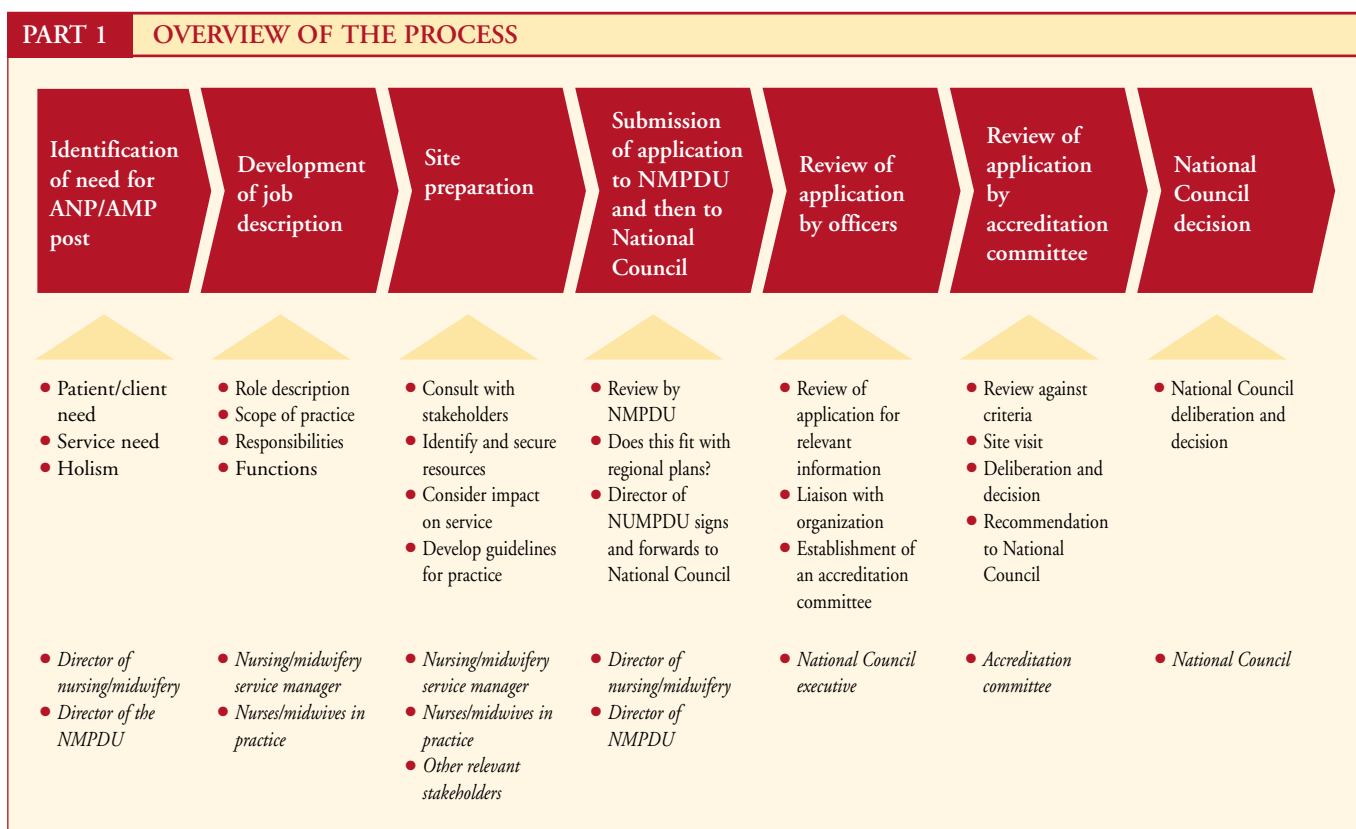 PART 1
OVERVIEW OF THE PROCESS
Identification
of need for
ANP/AMP
post
Development
of job
description
Site
preparation
Submission
of application
to NMPDU
and then to
National
Council
Review of
application
by officers
Review of
application
by
accreditation
committee
National
Council
decision
● Patient/client
need
● Service need
● Holism
● Role description
● Scope of practice
● Responsibilities
● Functions
● Consult with
stakeholders
● Identify and secure
resources
● Consider impact
on service
● Develop guidelines
for practice
● Review by
NMPDU
● Does this fit with
regional plans?
● Director of
NUMPDU signs
and forwards to
National Council
● Review of
application for
relevant
information
● Liaison with
organization
● Establishment of
an accreditation
committee
● Review against
criteria
● Site visit
● Deliberation and
decision
● Recommendation
to National
Council
● National Council
deliberation and
decision
● Director of
nursing/midwifery
● Director of the
NMPDU
● Nursing/midwifery
service manager
● Nurses/midwives in
practice
● Nursing/midwifery
service manager
● Nurses/midwives in
practice
● Other relevant
stakeholders
● Director of
nursing/midwifery
● Director of
NMPDU
● National Council
executive
● Accreditation
committee
● National Council